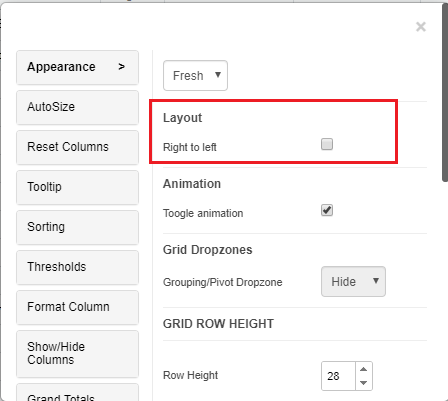 ×
Appearance >
AutoSize
Reset Columns
Tooltip
Sorting
Thresholds
Format Column
Show/Hide
Columns
Grand Totals
Fresh
Layout
Right to left
Animation
Toogle animation
Grid Dropzones
Grouping/Pivot Dropzone Hide
GRID ROW HEIGHT
Row Height 28